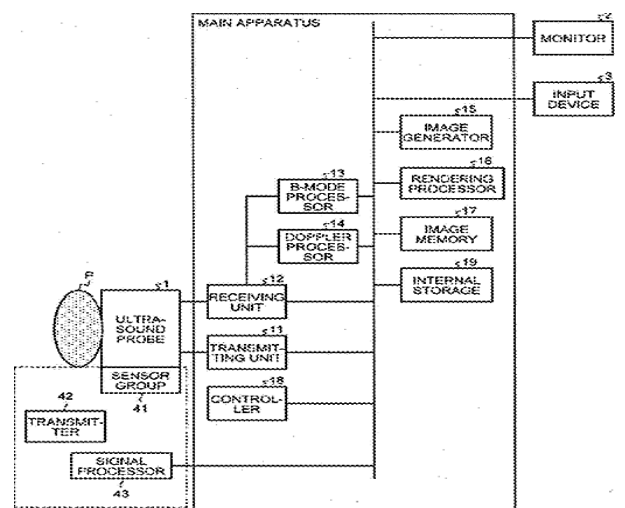 MAIN APPARATUS
2
MONITOR
3
INPUT
DEVICE
15
IMAGE
GENERATOR
13
B-MODE
PROCES-
SOR
16
RENDERING
PROCESSOR
14
DOPPLER
PROCES-
SOR
17
IMAGE
MEMORY
P
1
ULTRA-
SOUND
PROBE
12
RECEIVING
UNIT
19
INTERNAL
STORAGE
11
TRANSMIT-
TING UNIT
SENSOR
GROUP
41
18
CONTROL-
LER
42
TRANSMIT-
TER
SIGNAL
PROCESSOR
43